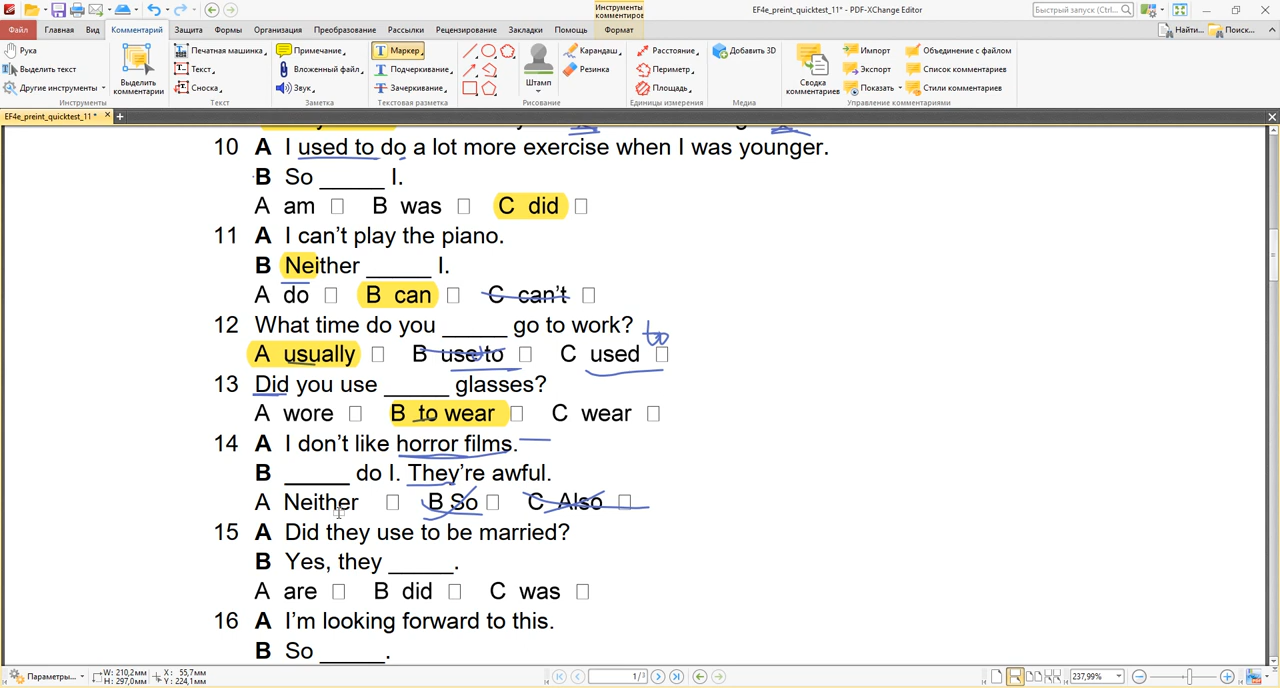 EF4e_preint_quicktest_11* - PDF-XChange Editor
Инструменты комментиров
Быстрый запуск (Ctrl...
Файл Главная Вид Комментарий Защита Формы Организация Преобразование Рассылки Рецензирование Закладки Помощь Формат Найти... Поиск...
Рука
Выделить текст
Другие инструменты
Инструменты
Выделить комментарии
Печатная машинка
Текст
Сноска
Текст
Примечание
Вложенный файл
Звук
Заметка
Маркер
Подчеркивание
Зачеркивание
Текстовая разметка
Штамп
Карандаш
Резинка
Рисование
Расстояние
Периметр
Площадь
Единицы измерения
Добавить 3D
Медиа
Сводка комментариев
Импорт
Экспорт
Показать
Объединение с файлом
Список комментариев
Стили комментариев
Управление комментариями
EF4e_preint_quicktest_11 *
10 A I used to do a lot more exercise when I was younger.
B So _____ I.
A am B was C did
11 A I can't play the piano.
B Neither _____ I.
A do B can C can't
12 What time do you _____ go to work? to
A usually B use to C used
13 Did you use _____ glasses?
A wore B to wear C wear
14 A I don't like horror films.
B _____ do I. They're awful.
A Neither B So C Also
15 A Did they use to be married?
B Yes, they _____.
A are B did C was
16 A I'm looking forward to this.
B So _____.
Параметры...
W: 210,2мм
H: 297,0мм
X: 55,7мм
Y: 224,1мм
237,99%